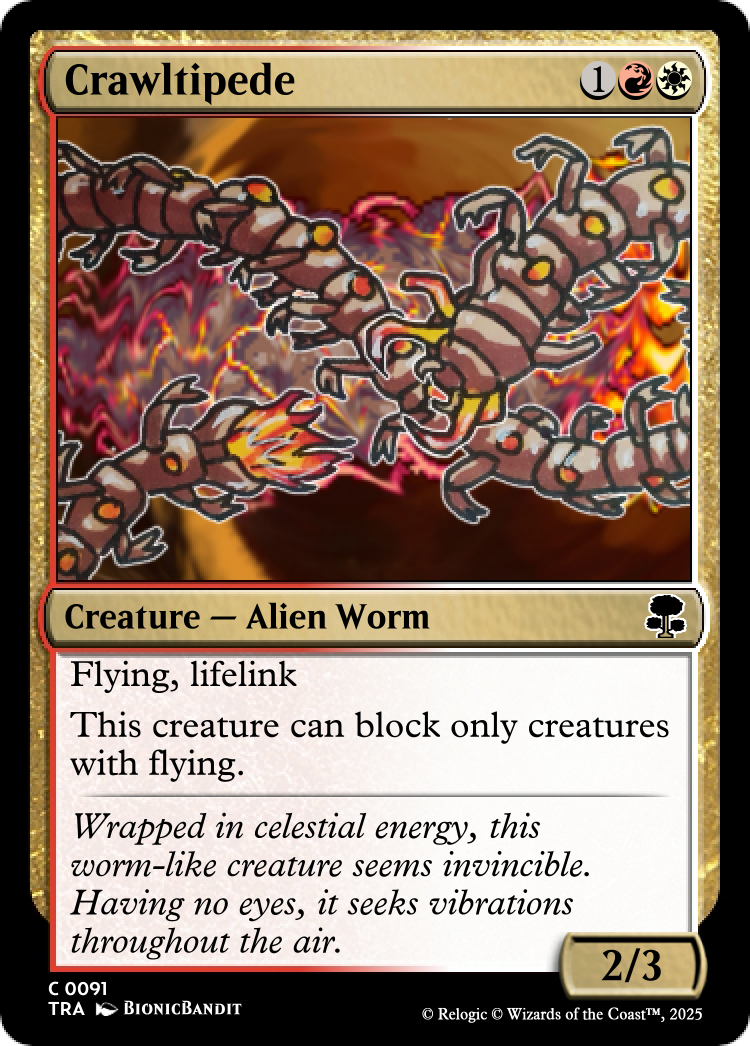 Crawltipede 1
Creature — Alien Worm
Flying, lifelink
This creature can block only creatures
with flying.
Wrapped in celestial energy, this
worm-like creature seems invincible.
Having no eyes, it seeks vibrations
throughout the air.
2/3
C 0091
TRA BionicBandit
© Relogic © Wizards of the Coast™, 2025